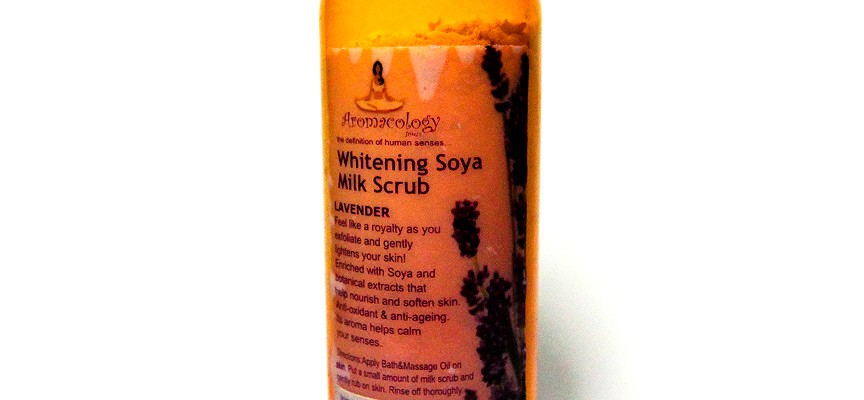 Aromacology
the definition of human senses...
Whitening Soya
Milk Scrub
LAVENDER
Feel like a royalty as you
exfoliate and gently
lightens your skin!
Enriched with Soya and
botanical extracts that
help nourish and soften skin.
Anti-oxidant & anti-ageing.
Its aroma helps calm
your senses.
Directions:Apply Bath&Massage Oil on
skin. Put a small amount of milk scrub and
gently rub on skin. Rinse off thoroughly.